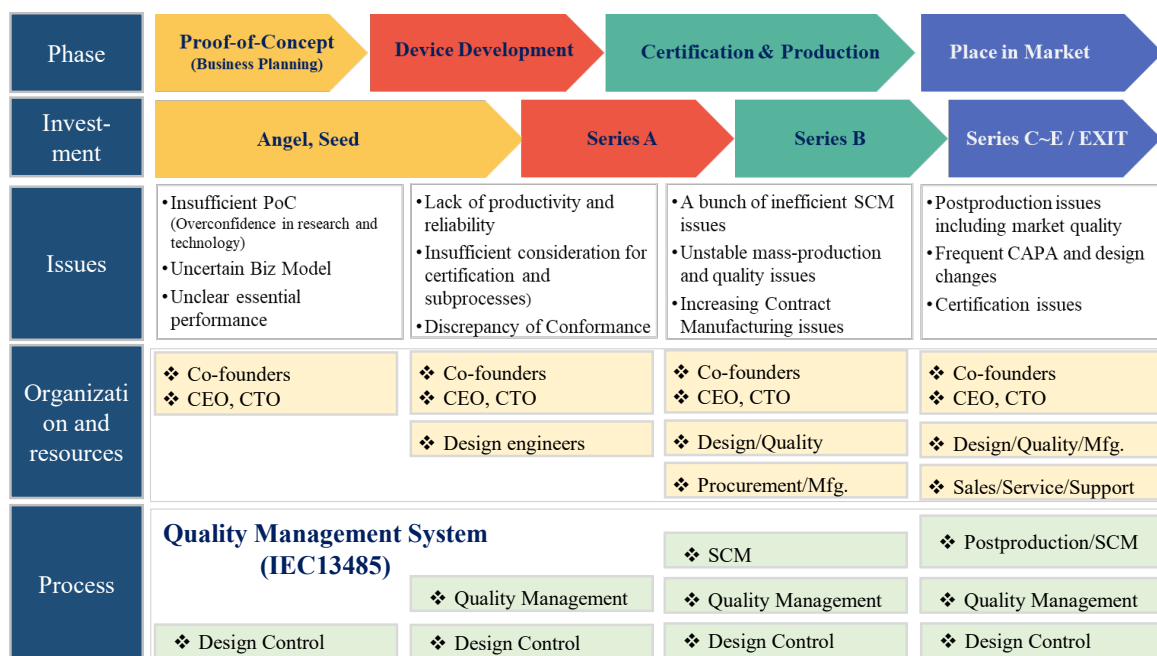 Phase
Proof-of-Concept
(Business Planning)
Device Development
Certification & Production
Place in Market
Invest-
ment
Angel, Seed
Series A
Series B
Series C~E / EXIT
Issues
•Insufficient PoC
(Overconfidence in research and
technology)
•Uncertain Biz Model
•Unclear essential
performance
•Lack of productivity and
reliability
•Insufficient consideration for
certification and
subprocesses)
•Discrepancy of Conformance
•A bunch of inefficient SCM
issues
•Unstable mass-production
and quality issues
•Increasing Contract
Manufacturing issues
•Postproduction issues
including market quality
•Frequent CAPA and design
changes
•Certification issues
Organizati
on and
resources
❖ Co-founders
❖ CEO, CTO
❖ Co-founders
❖ CEO, CTO
❖ Design engineers
❖ Co-founders
❖ CEO, CTO
❖ Design/Quality
❖ Procurement/Mfg.
❖ Co-founders
❖ CEO, CTO
❖ Design/Quality/Mfg.
❖ Sales/Service/Support
Process
Quality Management System
(IEC13485)
❖ Design Control
❖ Quality Management
❖ Design Control
❖ SCM
❖ Quality Management
❖ Design Control
❖ Postproduction/SCM
❖ Quality Management
❖ Design Control